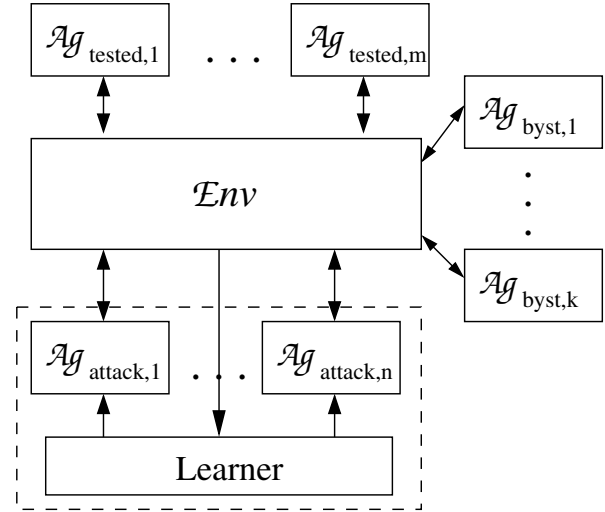 Ag tested,1 . . . Ag tested,m
Ag byst,1
Env
.
.
.
Ag byst,k
Ag attack,1 . . . Ag attack,n
Learner